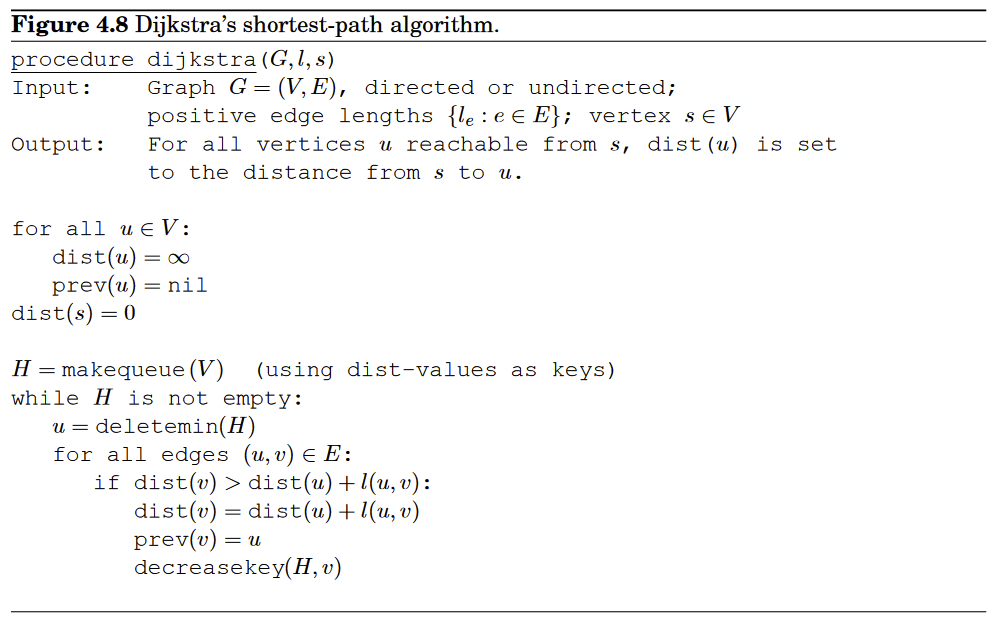 Figure 4.8 Dijkstra's shortest-path algorithm.
procedure dijkstra(G,l,s)
Input: Graph G = (V,E), directed or undirected;
positive edge lengths {lₑ : e ∈ E}; vertex s ∈ V
Output: For all vertices u reachable from s, dist(u) is set
to the distance from s to u.
for all u ∈ V:
dist(u) = ∞
prev(u) = nil
dist(s) = 0
H = makequeue(V) (using dist-values as keys)
while H is not empty:
u = deletemin(H)
for all edges (u,v) ∈ E:
if dist(v) > dist(u) + l(u,v):
dist(v) = dist(u) + l(u,v)
prev(v) = u
decreasekey(H,v)